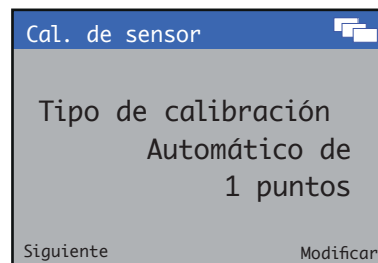 Cal. de sensor
Tipo de calibración
Automático de
1 puntos
Siguiente
Modificar